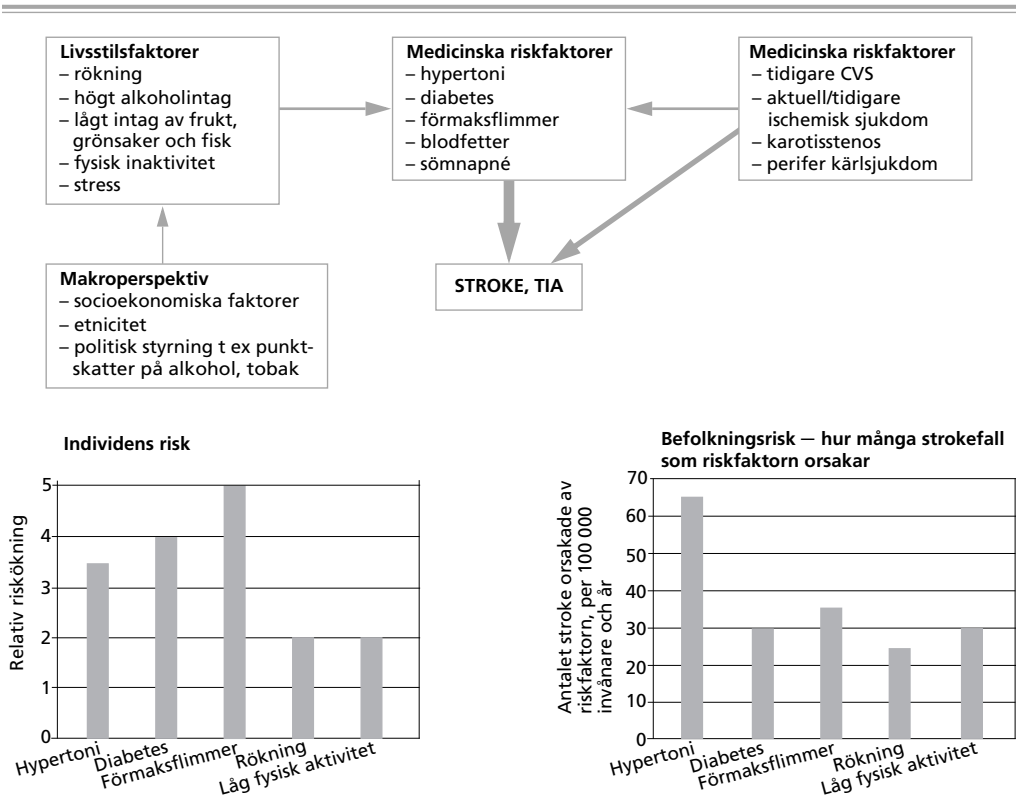 Livsstilsfaktorer
– rökning
– högt alkoholintag
– lågt intag av frukt,
grönsaker och fisk
– fysisk inaktivitet
– stress
Medicinska riskfaktorer
– hypertoni
– diabetes
– förmaksflimmer
– blodfetter
– sömnapné
Medicinska riskfaktorer
– tidigare CVS
– aktuell/tidigare
ischemisk sjukdom
– karotisstenos
– perifer kärlsjukdom
Makroperspektiv
– socioekonomiska faktorer
– etnicitet
– politisk styrning t ex punkt-
skatter på alkohol, tobak
STROKE, TIA
Individens risk
Relativ riskökning
5
4
3
2
1
0
Hypertoni
Diabetes
Förmaksflimmer
Rökning
Låg fysisk aktivitet
Befolkningsrisk — hur många strokefall
som riskfaktorn orsakar
Antalet stroke orsakade av
riskfaktorn, per 100 000
invånare och år
70
60
50
40
30
20
10
0
Hypertoni
Diabetes
Förmaksflimmer
Rökning
Låg fysisk aktivitet